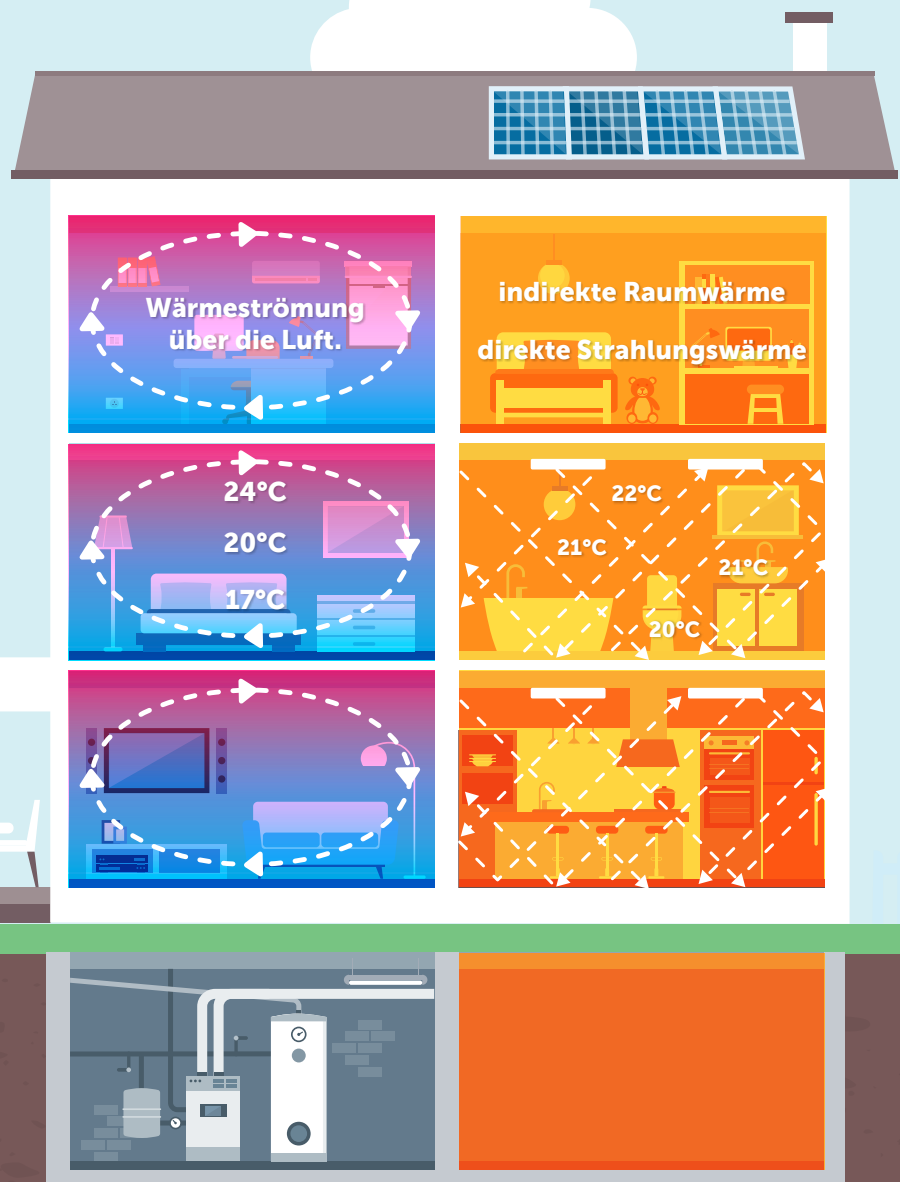 Wärmeströmung
über die Luft.
indirekte Raumwärme
direkte Strahlungswärme
24°C
20°C
17°C
22°C
21°C
21°C
20°C